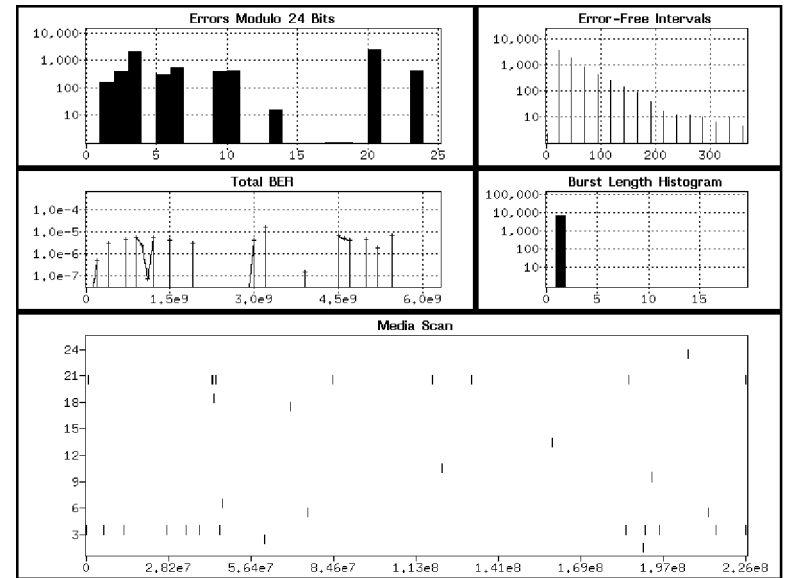 Errors Modulo 24 Bits
10,000
1,000
100
10
0 5 10 15 20 25
Error-Free Intervals
10,000
1,000
100
10
0 100 200 300
Total BER
1.0e-4
1.0e-5
1.0e-6
1.0e-7
0 1.5e9 3.0e9 4.5e9 6.0e9
Burst Length Histogram
100,000
10,000
1,000
100
10
0 5 10 15
Media Scan
24
21
18
15
12
9
6
3
0 2.82e7 5.64e7 8.46e7 1.13e8 1.41e8 1.69e8 1.97e8 2.26e8